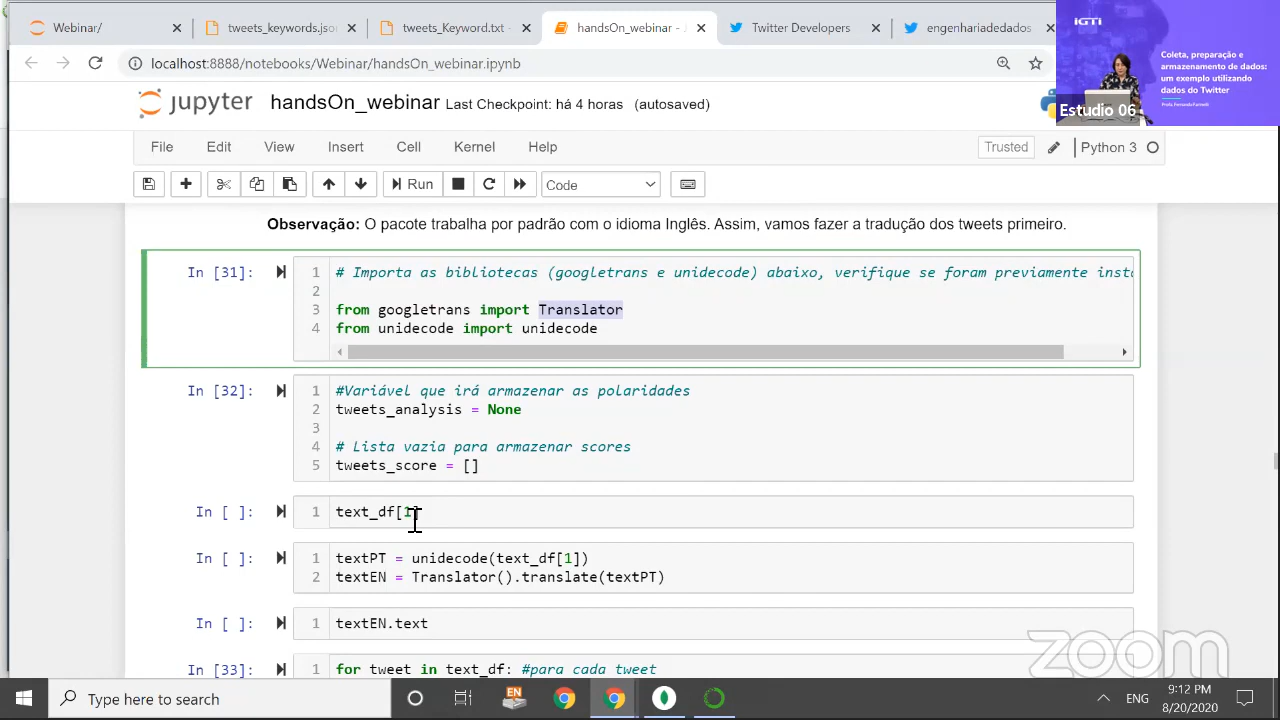 Webinar/
tweets_keywords.jso
tweets_Keyword.txt -
handsOn_webinar - J
Twitter Developers
engenhariadedados
localhost:8888/notebooks/Webinar/handsOn_webinar.ipynb
iGTi
Coleta, preparação e
armazenamento de dados:
um exemplo utilizando
dados do Twitter
Profa. Fernanda Farinelli
Estudio 06
jupyter handsOn_webinar Last Checkpoint: há 4 horas (autosaved)
File Edit View Insert Cell Kernel Help
Trusted Python 3
Run Code
Observação: O pacote trabalha por padrão com o idioma Inglês. Assim, vamos fazer a tradução dos tweets primeiro.
In [31]:
1 # Importa as bibliotecas (googletrans e unidecode) abaixo, verifique se foram previamente insta
2
3 from googletrans import Translator
4 from unidecode import unidecode
In [32]:
1 #Variável que irá armazenar as polaridades
2 tweets_analysis = None
3
4 # Lista vazia para armazenar scores
5 tweets_score = []
In [ ]:
1 text_df[1]
In [ ]:
1 textPT = unidecode(text_df[1])
2 textEN = Translator().translate(textPT)
In [ ]:
1 textEN.text
In [33]:
1 for tweet in text_df: #para cada tweet
zoom
Type here to search
EN
ENG
9:12 PM
8/20/2020